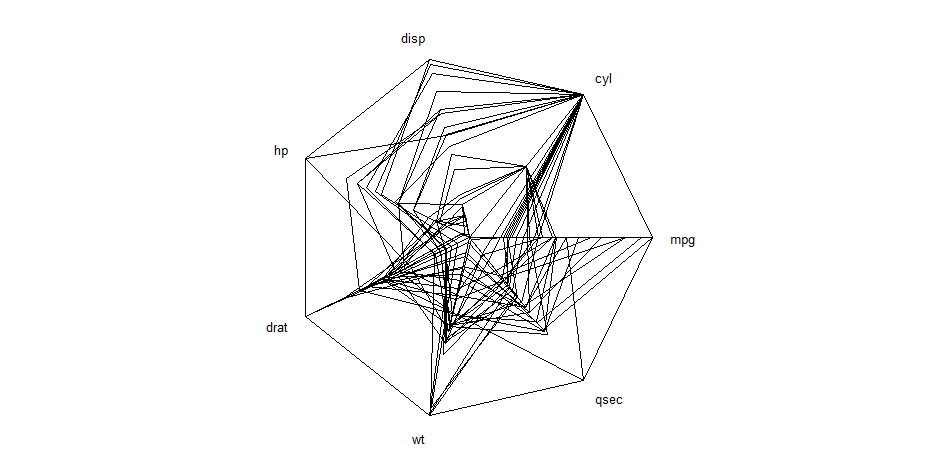 disp
cyl
hp
mpg
drat
qsec
wt